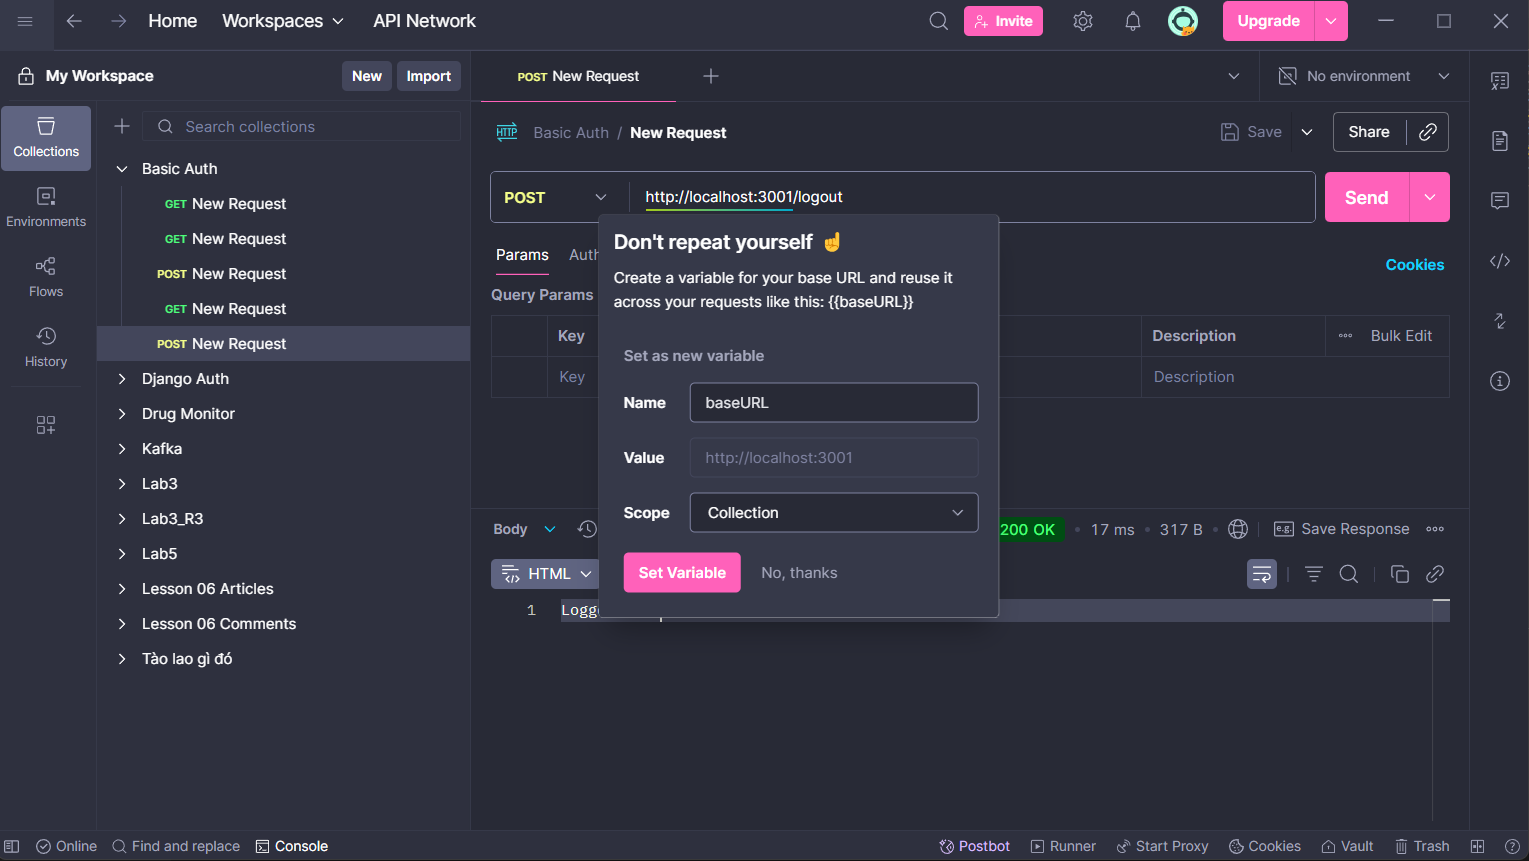 Home Workspaces API Network Invite Upgrade
My Workspace New Import POST New Request No environment
Collections
Search collections
HTTP Basic Auth / New Request Save Share
Basic Auth
GET New Request
GET New Request
POST New Request
GET New Request
POST New Request
Django Auth
Drug Monitor
Kafka
Lab3
Lab3_R3
Lab5
Lesson 06 Articles
Lesson 06 Comments
Tào lao gì đó
Environments
Flows
History
POST http://localhost:3001/logout Send
Params Auth Cookies
Query Params
Key Description Bulk Edit
Key Description
Don't repeat yourself ☝
Create a variable for your base URL and reuse it
across your requests like this: {{baseURL}}
Set as new variable
Name baseURL
Value http://localhost:3001
Scope Collection
Set Variable No, thanks
Body 200 OK • 17 ms • 317 B • e.g. Save Response
HTML
1
Online Find and replace Console Postbot Runner Start Proxy Cookies Vault Trash